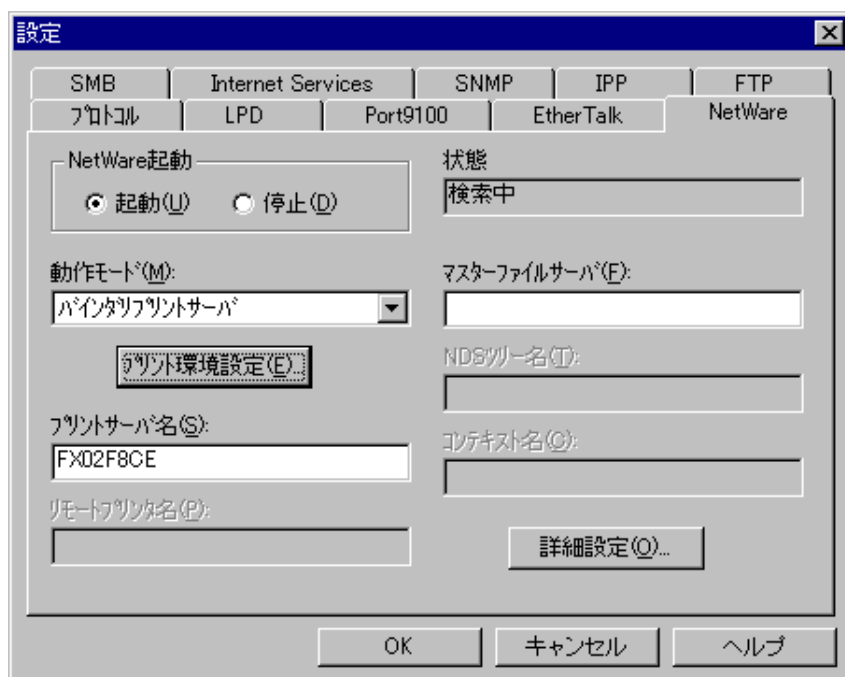 設定
SMB Internet Services SNMP IPP FTP
ﾌﾟﾛﾄｺﾙ LPD Port9100 EtherTalk NetWare
NetWare起動
起動(U) 停止(D)
状態
検索中
動作ﾓｰﾄﾞ(M):
ﾊﾞｲﾝﾀﾞﾘﾌﾟﾘﾝﾄｻｰﾊﾞ
ﾏｽﾀｰﾌｧｲﾙｻｰﾊﾞ(F):
ﾌﾟﾘﾝﾄ環境設定(E)...
NDSﾂﾘｰ名(T):
ﾌﾟﾘﾝﾄｻｰﾊﾞ名(S):
FX02F8CE
ｺﾝﾃｷｽﾄ名(C):
ﾘﾓｰﾄﾌﾟﾘﾝﾀ名(P):
詳細設定(O)...
OK キャンセル ヘルプ